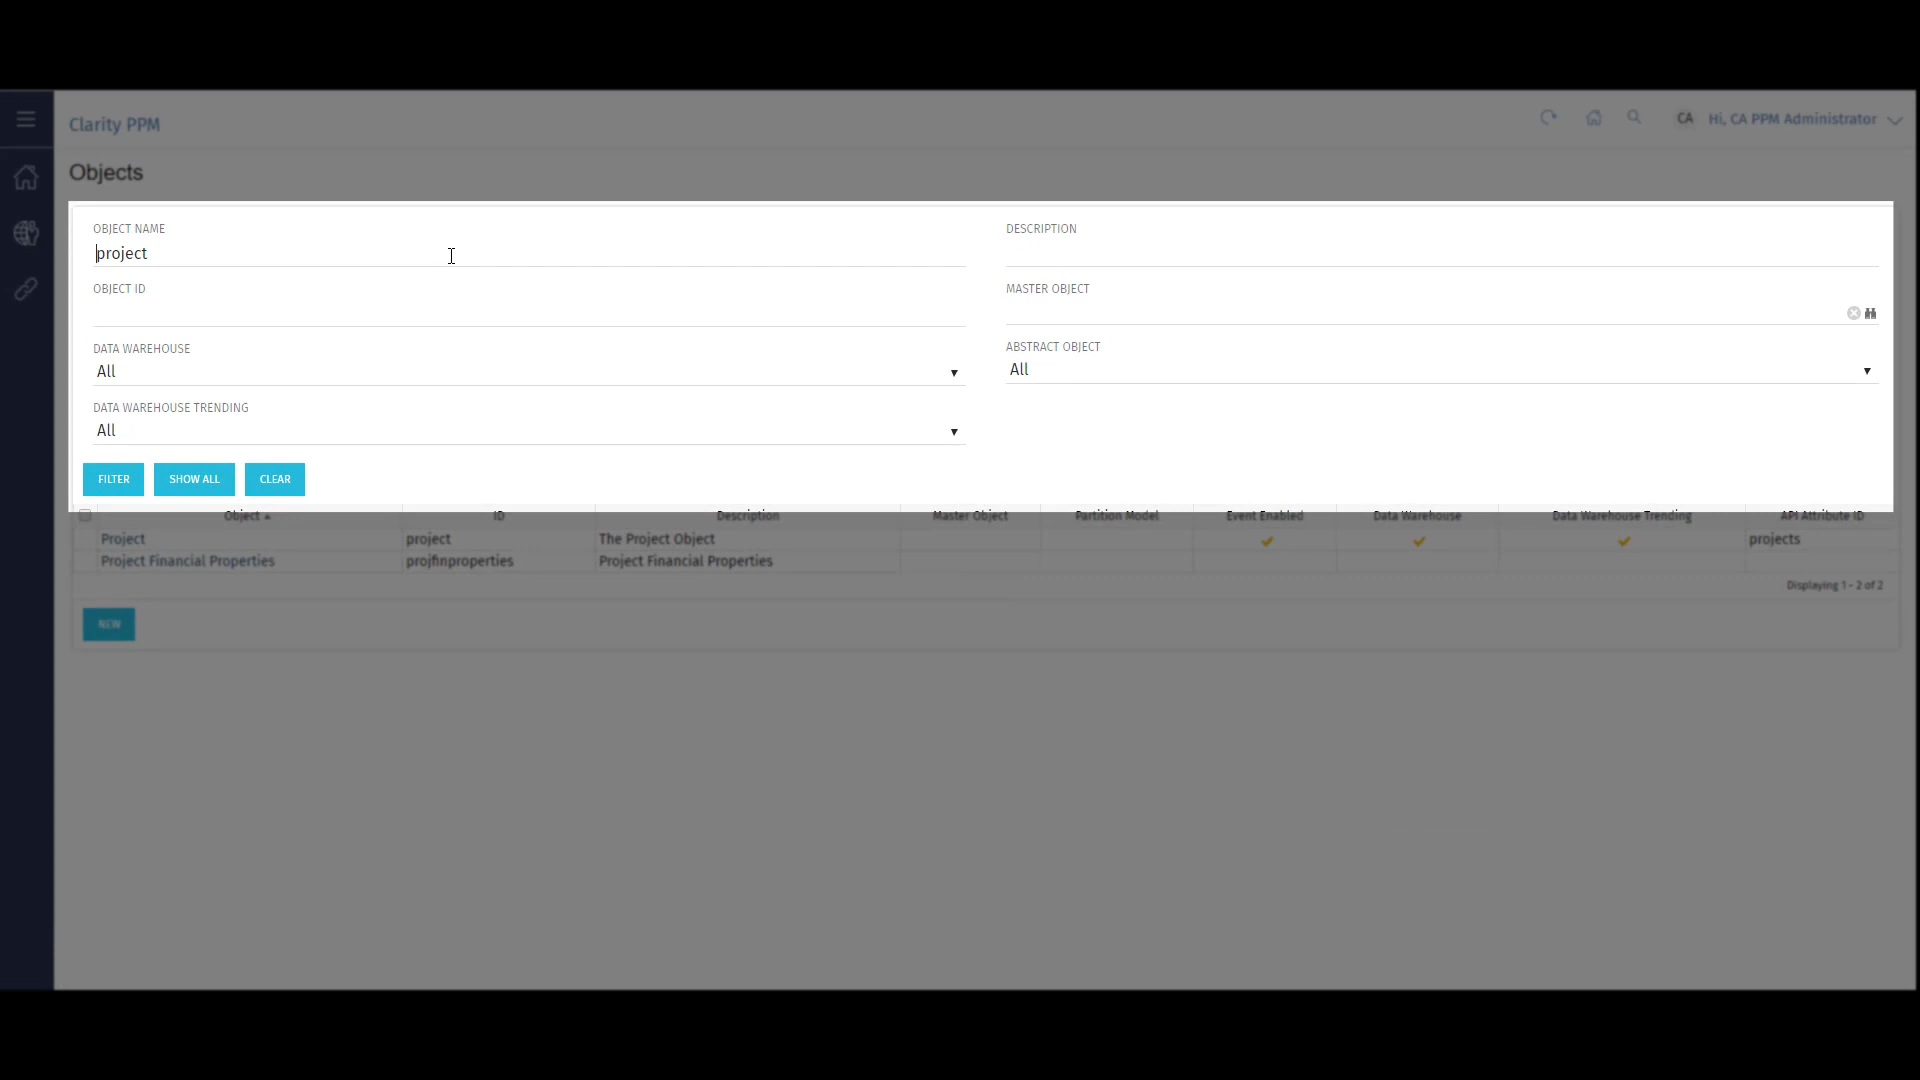 Clarity PPM
CA Hi, CA PPM Administrator
Objects
OBJECT NAME
project
DESCRIPTION
OBJECT ID
MASTER OBJECT
DATA WAREHOUSE
All
ABSTRACT OBJECT
All
DATA WAREHOUSE TRENDING
All
FILTER SHOW ALL CLEAR
Object ID Description Master Object Partition Model Event Enabled Data Warehouse Data Warehouse Trending API Attribute ID
Project project The Project Object projects
Project Financial Properties projfinproperties Project Financial Properties
Displaying 1 - 2 of 2
NEW